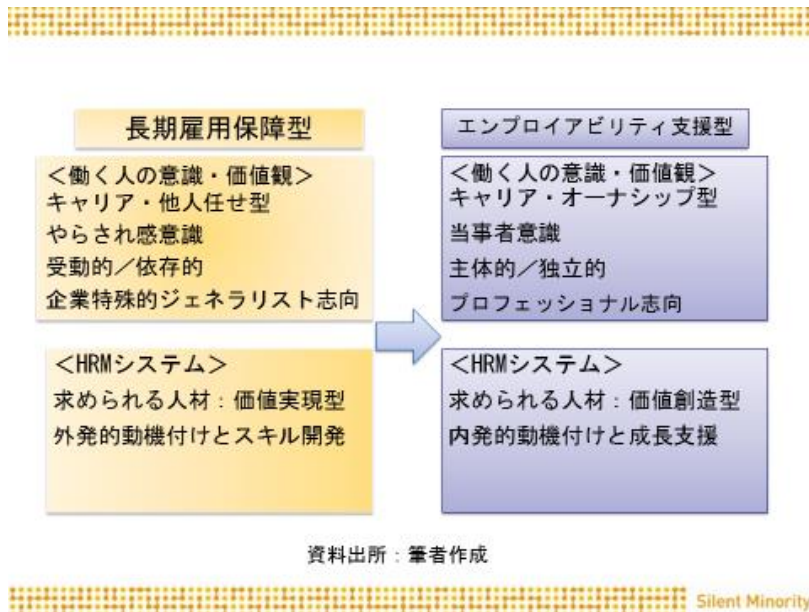 長期雇用保障型
<働く人の意識・価値観>
キャリア・他人任せ型
やらされ感意識
受動的/依存的
企業特殊的ジェネラリスト志向
<HRMシステム>
求められる人材:価値実現型
外発的動機付けとスキル開発
エンプロイアビリティ支援型
<働く人の意識・価値観>
キャリア・オーナシップ型
当事者意識
主体的/独立的
プロフェッショナル志向
<HRMシステム>
求められる人材:価値創造型
内発的動機付けと成長支援
資料出所:筆者作成
Silent Minority